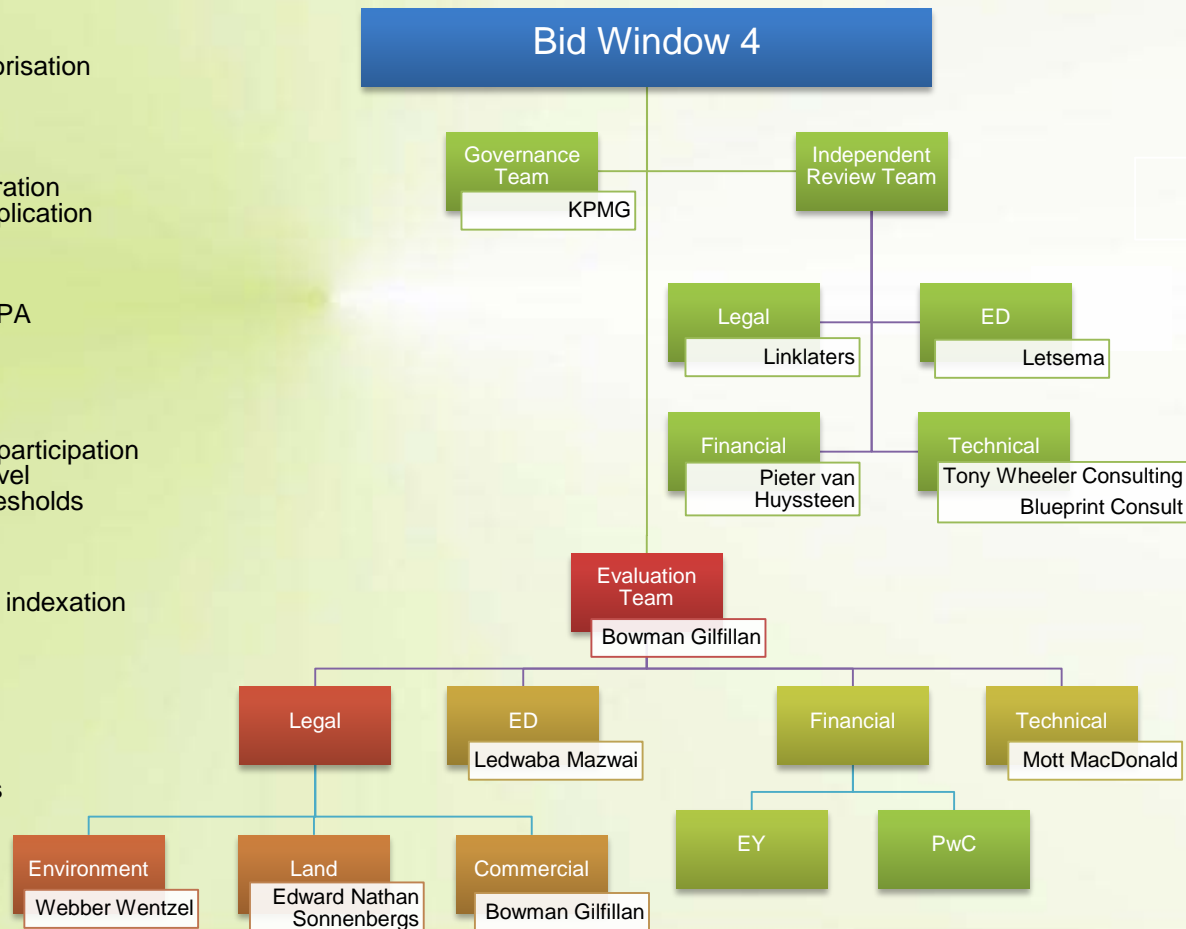 orisation
ration
plication
PA
participation
vel
esholds
indexation
s
Bid Window 4
Governance
Team
KPMG
Independent
Review Team
Legal
Linklaters
ED
Letsema
Financial
Pieter van
Huyssteen
Technical
Tony Wheeler Consulting
Blueprint Consult
Evaluation
Team
Bowman Gilfillan
Legal
ED
Ledwaba Mazwai
Financial
Technical
Mott MacDonald
Environment
Webber Wentzel
Land
Edward Nathan
Sonnenbergs
Commercial
Bowman Gilfillan
EY
PwC